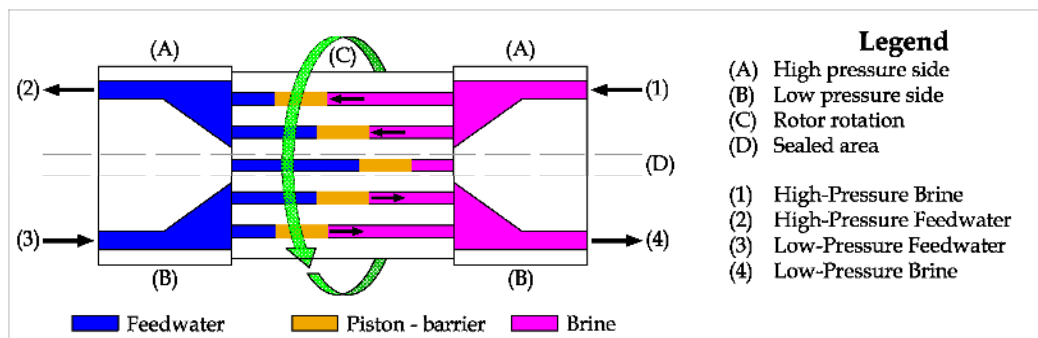 (A)
(C)
(A)
(2)
(1)
(D)
(3)
(4)
(B)
(B)
Feedwater
Piston - barrier
Brine
Legend
(A) High pressure side
(B) Low pressure side
(C) Rotor rotation
(D) Sealed area
(1) High-Pressure Brine
(2) High-Pressure Feedwater
(3) Low-Pressure Feedwater
(4) Low-Pressure Brine